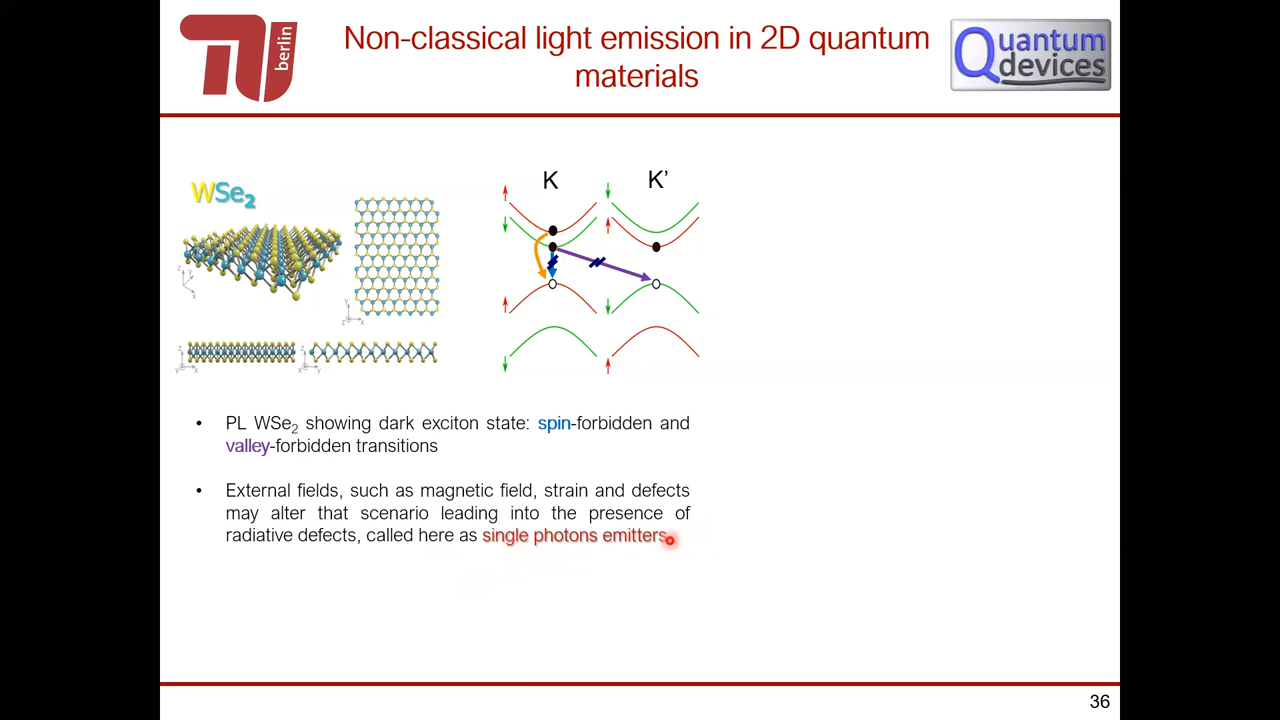 berlin
Non-classical light emission in 2D quantum
materials
Quantum
devices
WSe2
K
K’
z
y
x
y
z
x
z
y
x
z
x
y
• PL WSe2 showing dark exciton state: spin-forbidden and
valley-forbidden transitions
• External fields, such as magnetic field, strain and defects
may alter that scenario leading into the presence of
radiative defects, called here as single photons emitters
36